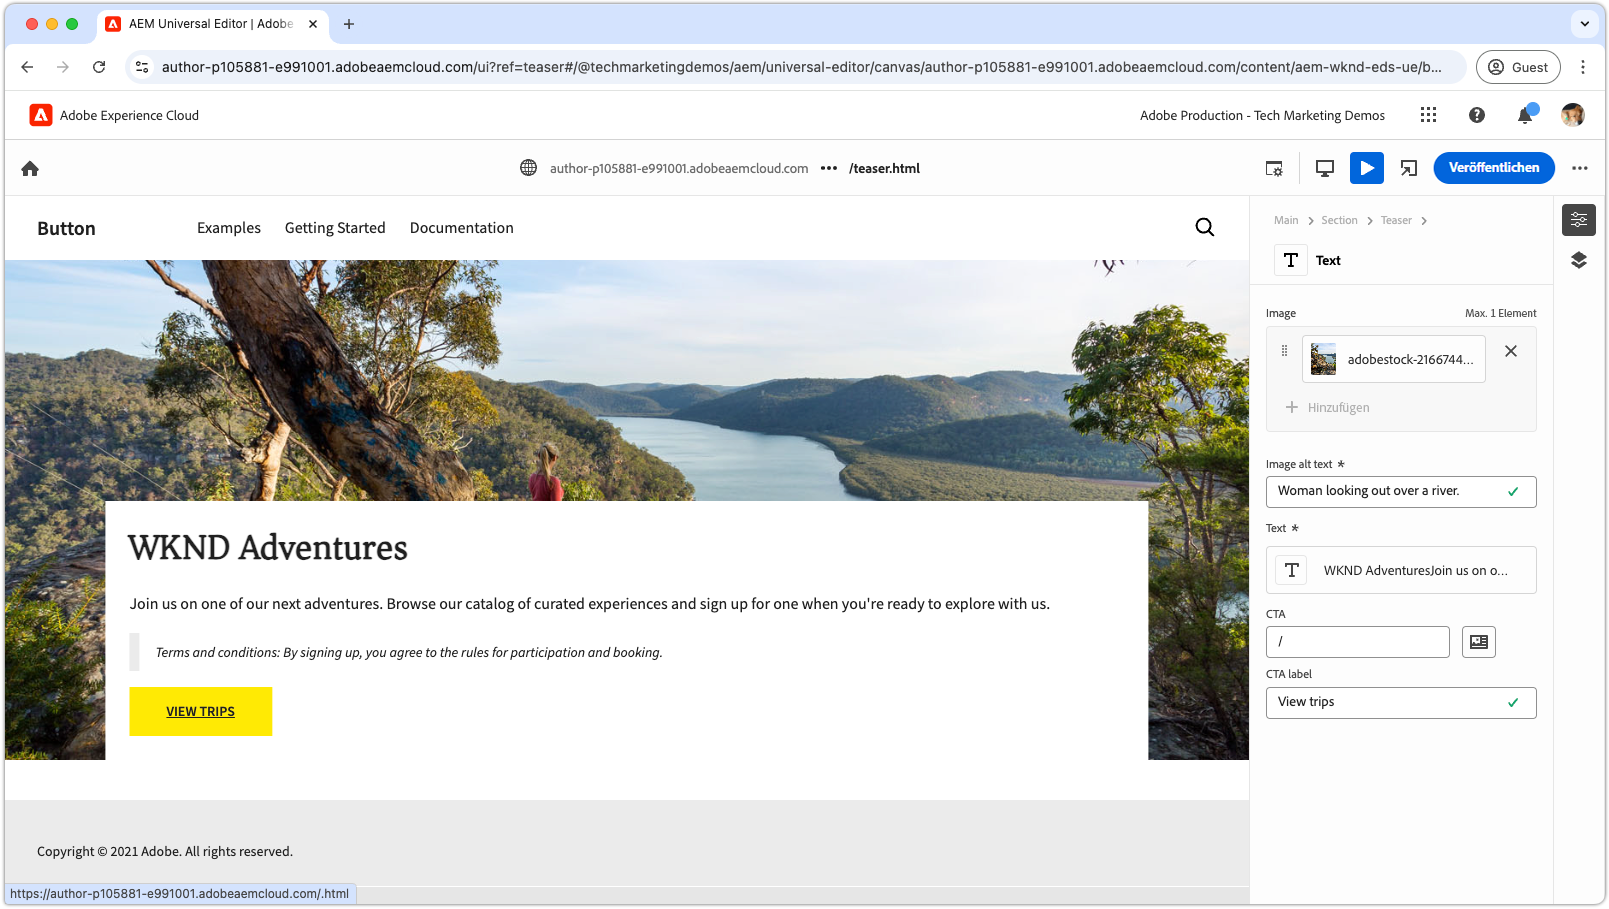 AEM Universal Editor | Adobe
author-p105881-e991001.adobeaemcloud.com/ui?ref=teaser#/@techmarketingdemos/aem/universal-editor/canvas/author-p105881-e991001.adobeaemcloud.com/content/aem-wknd-eds-ue/b...
Guest
Adobe Experience Cloud
Adobe Production - Tech Marketing Demos
author-p105881-e991001.adobeaemcloud.com ••• /teaser.html
Veröffentlichen
Button
Examples
Getting Started
Documentation
Main > Section > Teaser >
T Text
Image
Max. 1 Element
adobestock-2166744...
+ Hinzufügen
Image alt text *
Woman looking out over a river.
Text *
T WKND AdventuresJoin us on o...
CTA
/
CTA label
View trips
WKND Adventures
Join us on one of our next adventures. Browse our catalog of curated experiences and sign up for one when you're ready to explore with us.
Terms and conditions: By signing up, you agree to the rules for participation and booking.
VIEW TRIPS
Copyright © 2021 Adobe. All rights reserved.
https://author-p105881-e991001.adobeaemcloud.com/.html